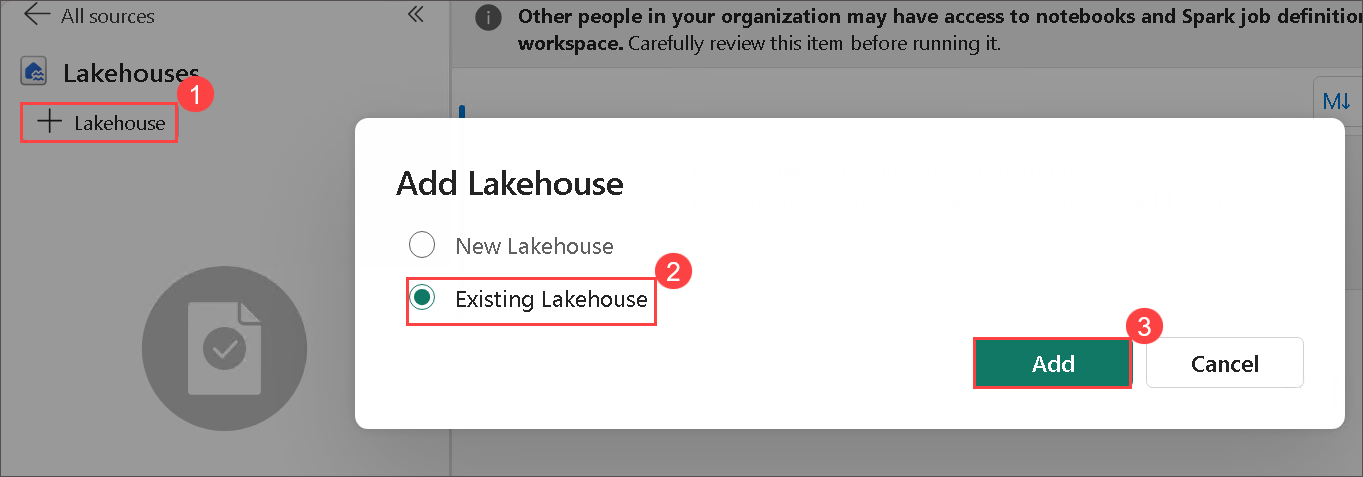 All sources
Other people in your organization may have access to notebooks and Spark job definition
workspace. Carefully review this item before running it.
Lakehouses
1
Lakehouse
M↓
Add Lakehouse
New Lakehouse
2
Existing Lakehouse
3
Add
Cancel